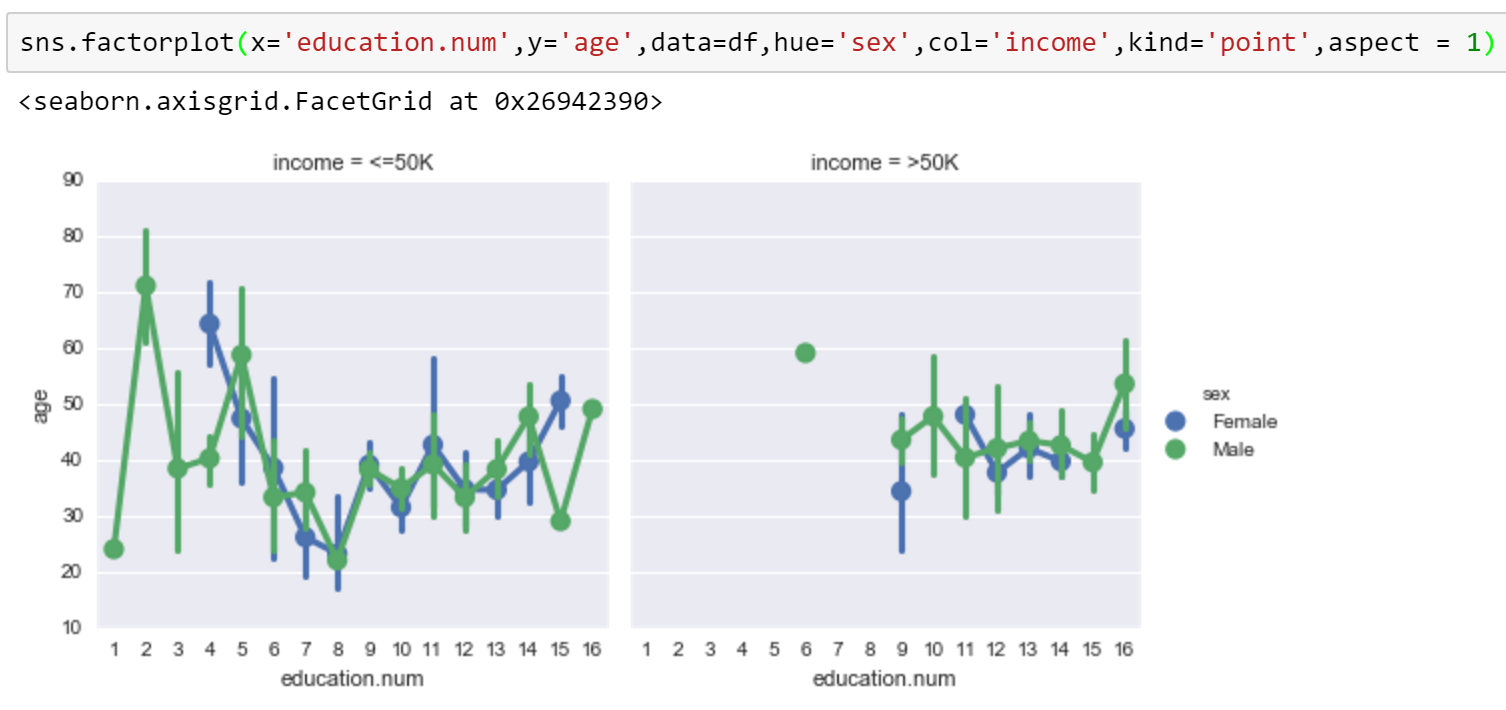 sns.factorplot(x='education.num',y='age',data=df,hue='sex',col='income',kind='point',aspect = 1)
<seaborn.axisgrid.FacetGrid at 0x26942390>
income = <=50K
income = >50K
90
80
70
60
50
40
30
20
10
age
sex
Female
Male
1 2 3 4 5 6 7 8 9 10 11 12 13 14 15 16
1 2 3 4 5 6 7 8 9 10 11 12 13 14 15 16
education.num
education.num